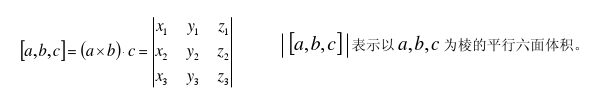 [a,b,c] = (a×b)·c = |x₁ y₁ z₁; x₂ y₂ z₂; x₃ y₃ z₃| |[a,b,c]| 表示以 a,b,c 为棱的平行六面体积。